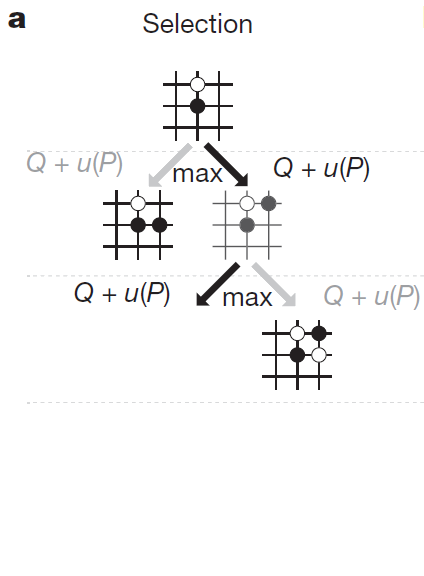 a
Selection
Q + u(P)
max
Q + u(P)
Q + u(P)
max
Q + u(P)